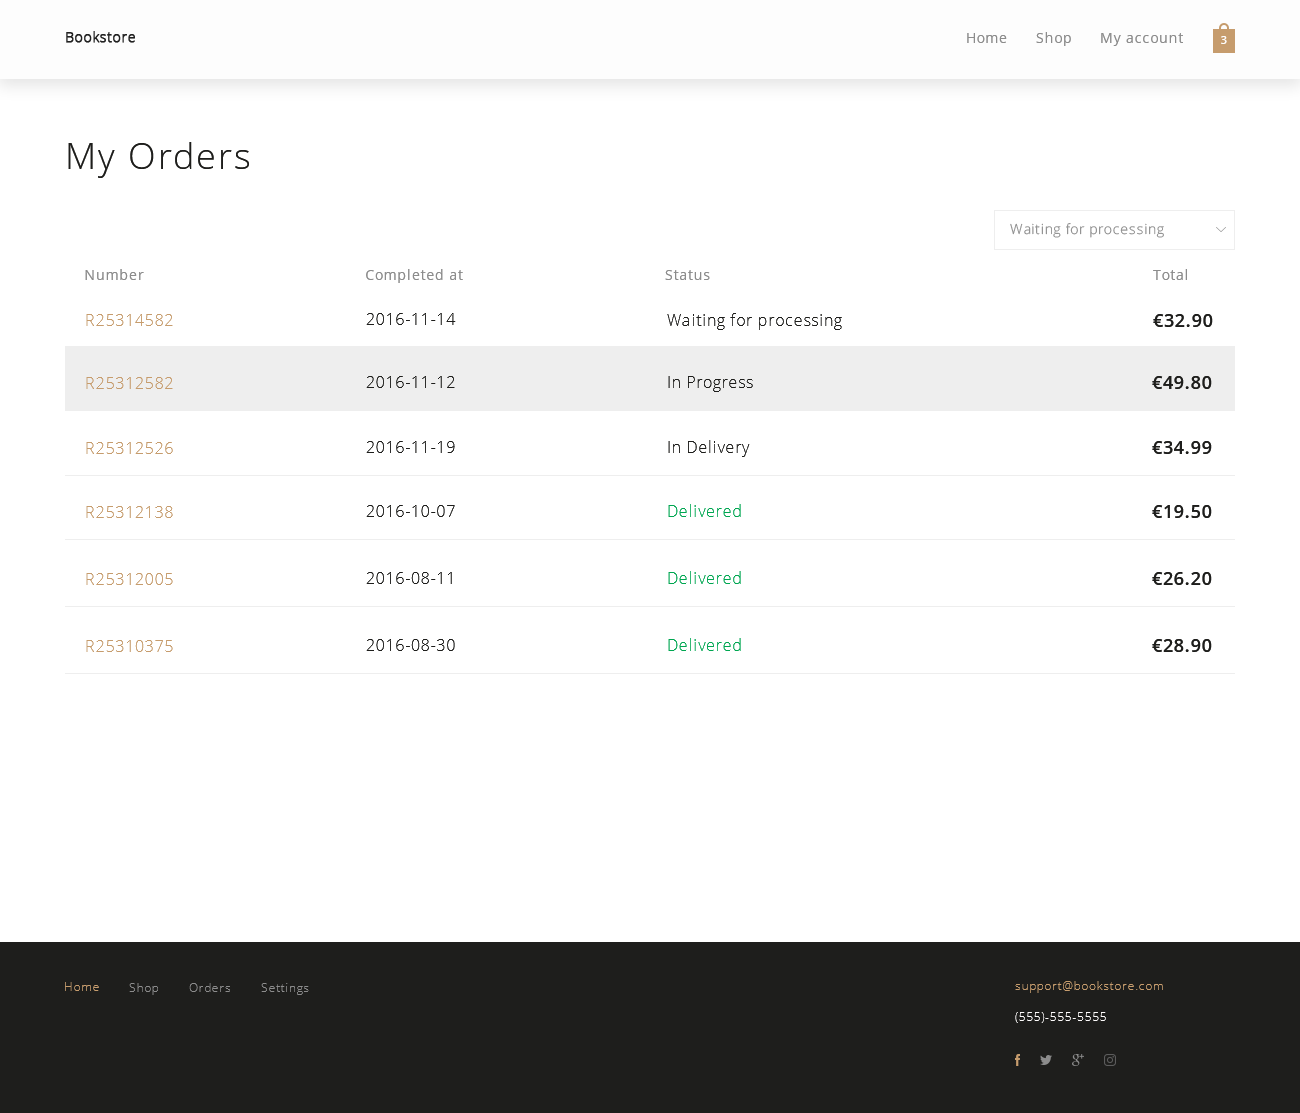 Bookstore Home Shop My account 3
My Orders
Waiting for processing
Number Completed at Status Total
R25314582 2016-11-14 Waiting for processing €32.90
R25312582 2016-11-12 In Progress €49.80
R25312526 2016-11-19 In Delivery €34.99
R25312138 2016-10-07 Delivered €19.50
R25312005 2016-08-11 Delivered €26.20
R25310375 2016-08-30 Delivered €28.90
Home Shop Orders Settings support@bookstore.com
(555)-555-5555